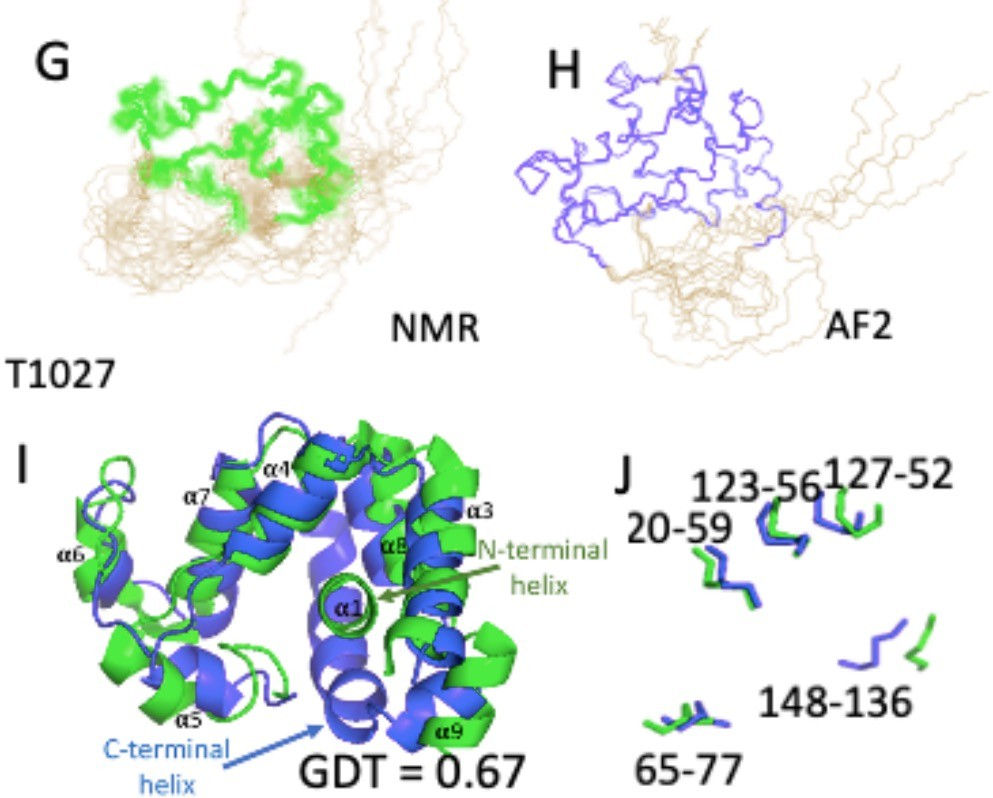 G
H
NMR
AF2
T1027
I
J
α4
α7
α3
α6
α8
N-terminal
helix
α1
α5
α9
C-terminal
helix
GDT = 0.67
123-56
127-52
20-59
148-136
65-77